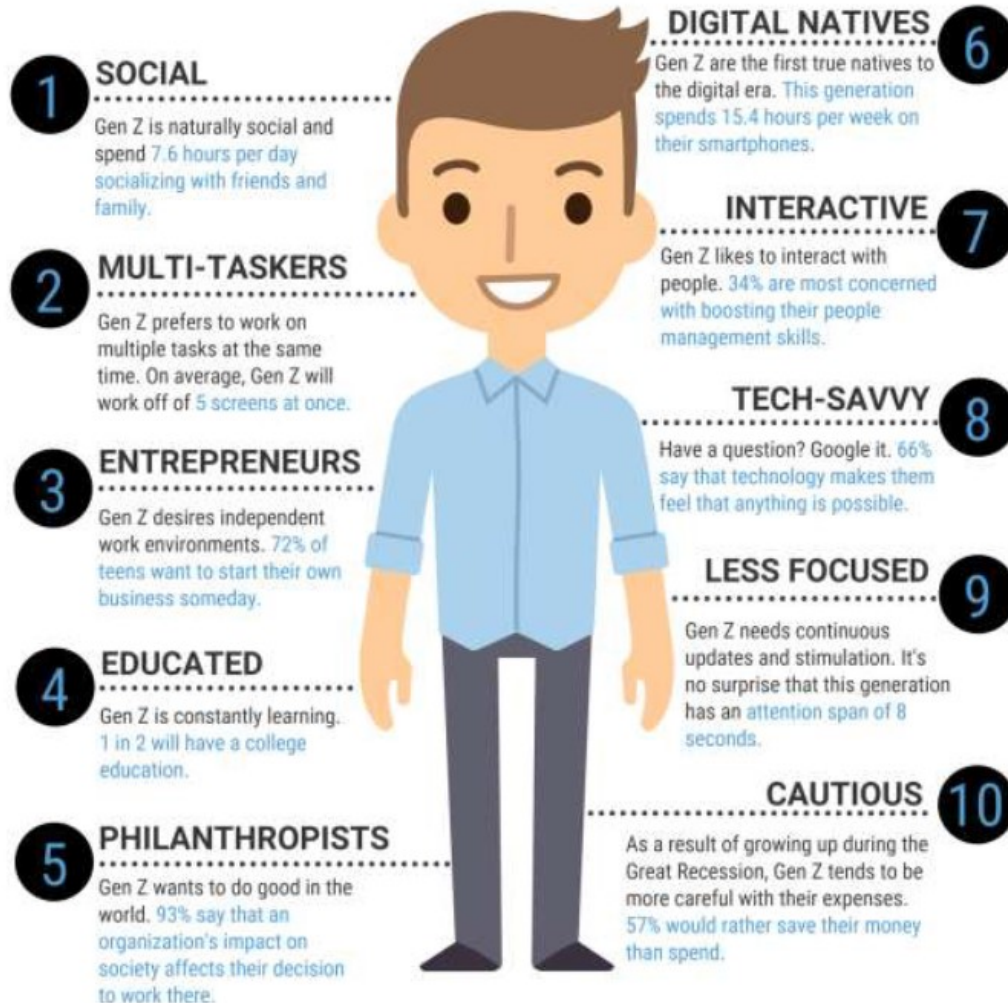 1
SOCIAL
Gen Z is naturally social and
spend 7.6 hours per day
socializing with friends and
family.
2
MULTI-TASKERS
Gen Z prefers to work on
multiple tasks at the same
time. On average, Gen Z will
work off of 5 screens at once.
3
ENTREPRENEURS
Gen Z desires independent
work environments. 72% of
teens want to start their own
business someday.
4
EDUCATED
Gen Z is constantly learning.
1 in 2 will have a college
education.
5
PHILANTHROPISTS
Gen Z wants to do good in the
world. 93% say that an
organization's impact on
society affects their decision
to work there.
DIGITAL NATIVES
6
Gen Z are the first true natives to
the digital era. This generation
spends 15.4 hours per week on
their smartphones.
INTERACTIVE
7
Gen Z likes to interact with
people. 34% are most concerned
with boosting their people
management skills.
TECH-SAVVY
8
Have a question? Google it. 66%
say that technology makes them
feel that anything is possible.
LESS FOCUSED
9
Gen Z needs continuous
updates and stimulation. It's
no surprise that this generation
has an attention span of 8
seconds.
CAUTIOUS
10
As a result of growing up during the
Great Recession, Gen Z tends to be
more careful with their expenses.
57% would rather save their money
than spend.